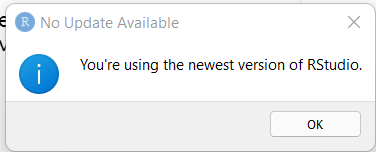 R No Update Available
You're using the newest version of RStudio.
OK